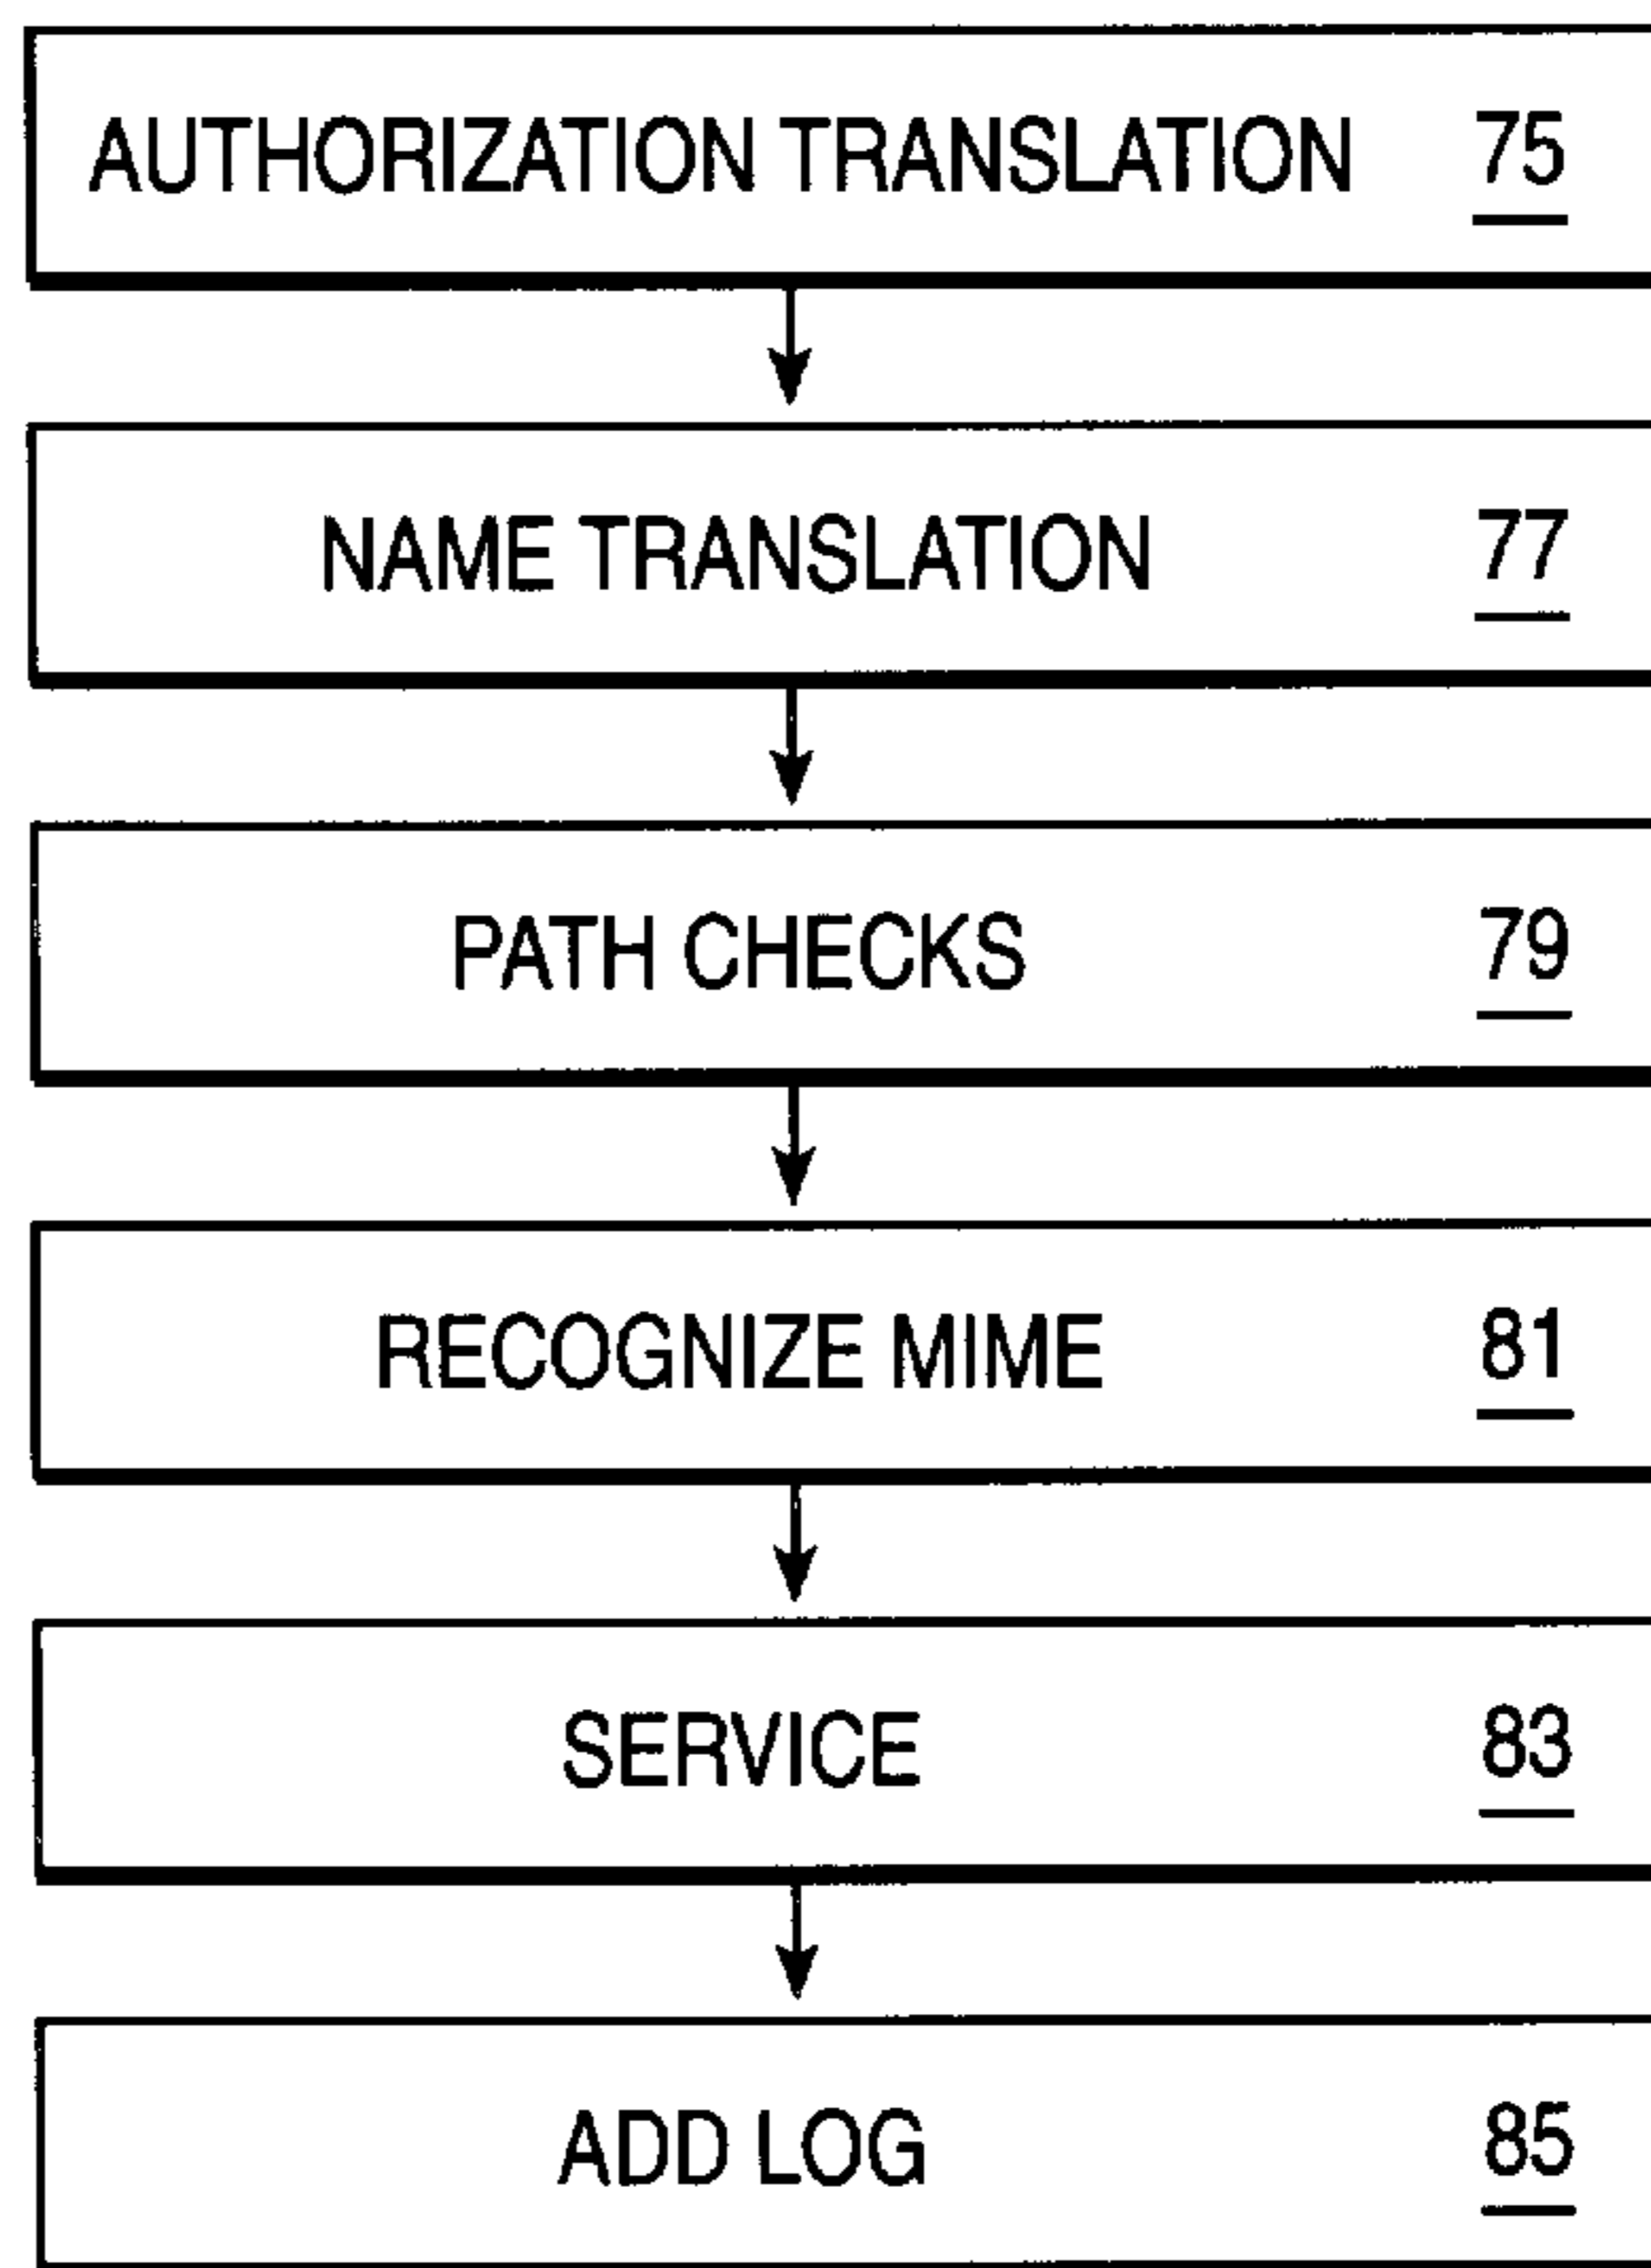 AUTHORIZATION TRANSLATION 75
NAME TRANSLATION 77
PATH CHECKS 79
RECOGNIZE MIME 81
SERVICE 83
ADD LOG 85